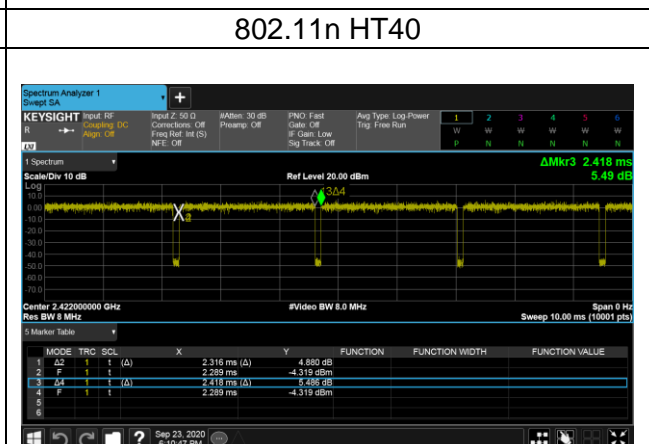 802.11n HT40
Spectrum Analyzer 1
Swept SA
+
KEYSIGHT Input: RF Input Z: 50 Ω #Atten: 30 dB PNO: Fast Avg Type: Log-Power 1 2 3 4 5 6
R Coupling: DC Corrections: Off Preamp: Off Gate: Off Trig: Free Run W W W W W W
Align: Off Freq Ref: Int (S) IF Gain: Low
LXI NFE: Off Sig Track: Off P N N N N N
1 Spectrum ΔMkr3 2.418 ms
Scale/Div 10 dB Ref Level 20.00 dBm 5.49 dB
Log
10.0
0.00
-10.0
-20.0
-30.0
-40.0
-50.0
-60.0
-70.0
3Δ4
X
Center 2.422000000 GHz #Video BW 8.0 MHz Span 0 Hz
Res BW 8 MHz Sweep 10.00 ms (10001 pts)
5 Marker Table
MODE TRC SCL X Y FUNCTION FUNCTION WIDTH FUNCTION VALUE
1 Δ2 1 t (Δ) 2.316 ms (Δ) 4.880 dB
2 F 1 t 2.289 ms -4.319 dBm
3 Δ4 1 t (Δ) 2.418 ms (Δ) 5.486 dB
4 F 1 t 2.289 ms -4.319 dBm
5
6
? Sep 23, 2020
6:10:47 PM